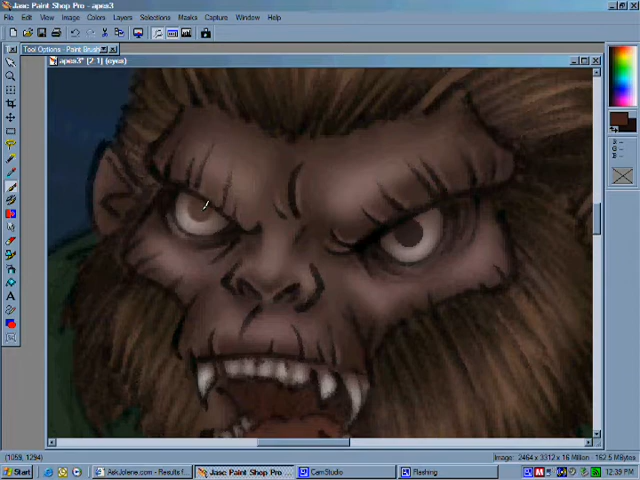 Jasc Paint Shop Pro - apes3
File Edit View Image Colors Layers Selections Masks Capture Window Help
Tool Options - Paint Brush
apes3* [2:1] (eyes)
R:
G:
B:
(1059, 1294)
Image: 2464 x 3312 x 16 Million - 162.5 MBytes
Start
AskJolene.com - Results f...
Jasc Paint Shop Pro - ...
CamStudio
Flashing
12:39 PM